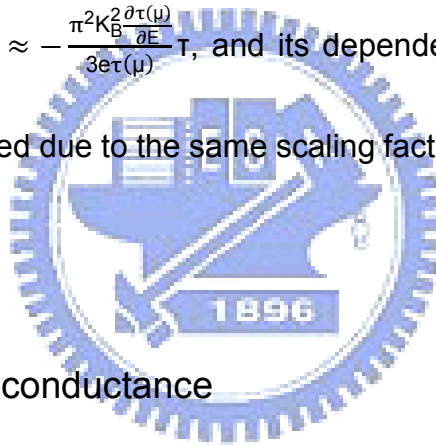 ≈ −π²K_B² ∂τ(μ)/∂E / 3eτ(μ) τ, and its depende
ed due to the same scaling fact
1896
conductance